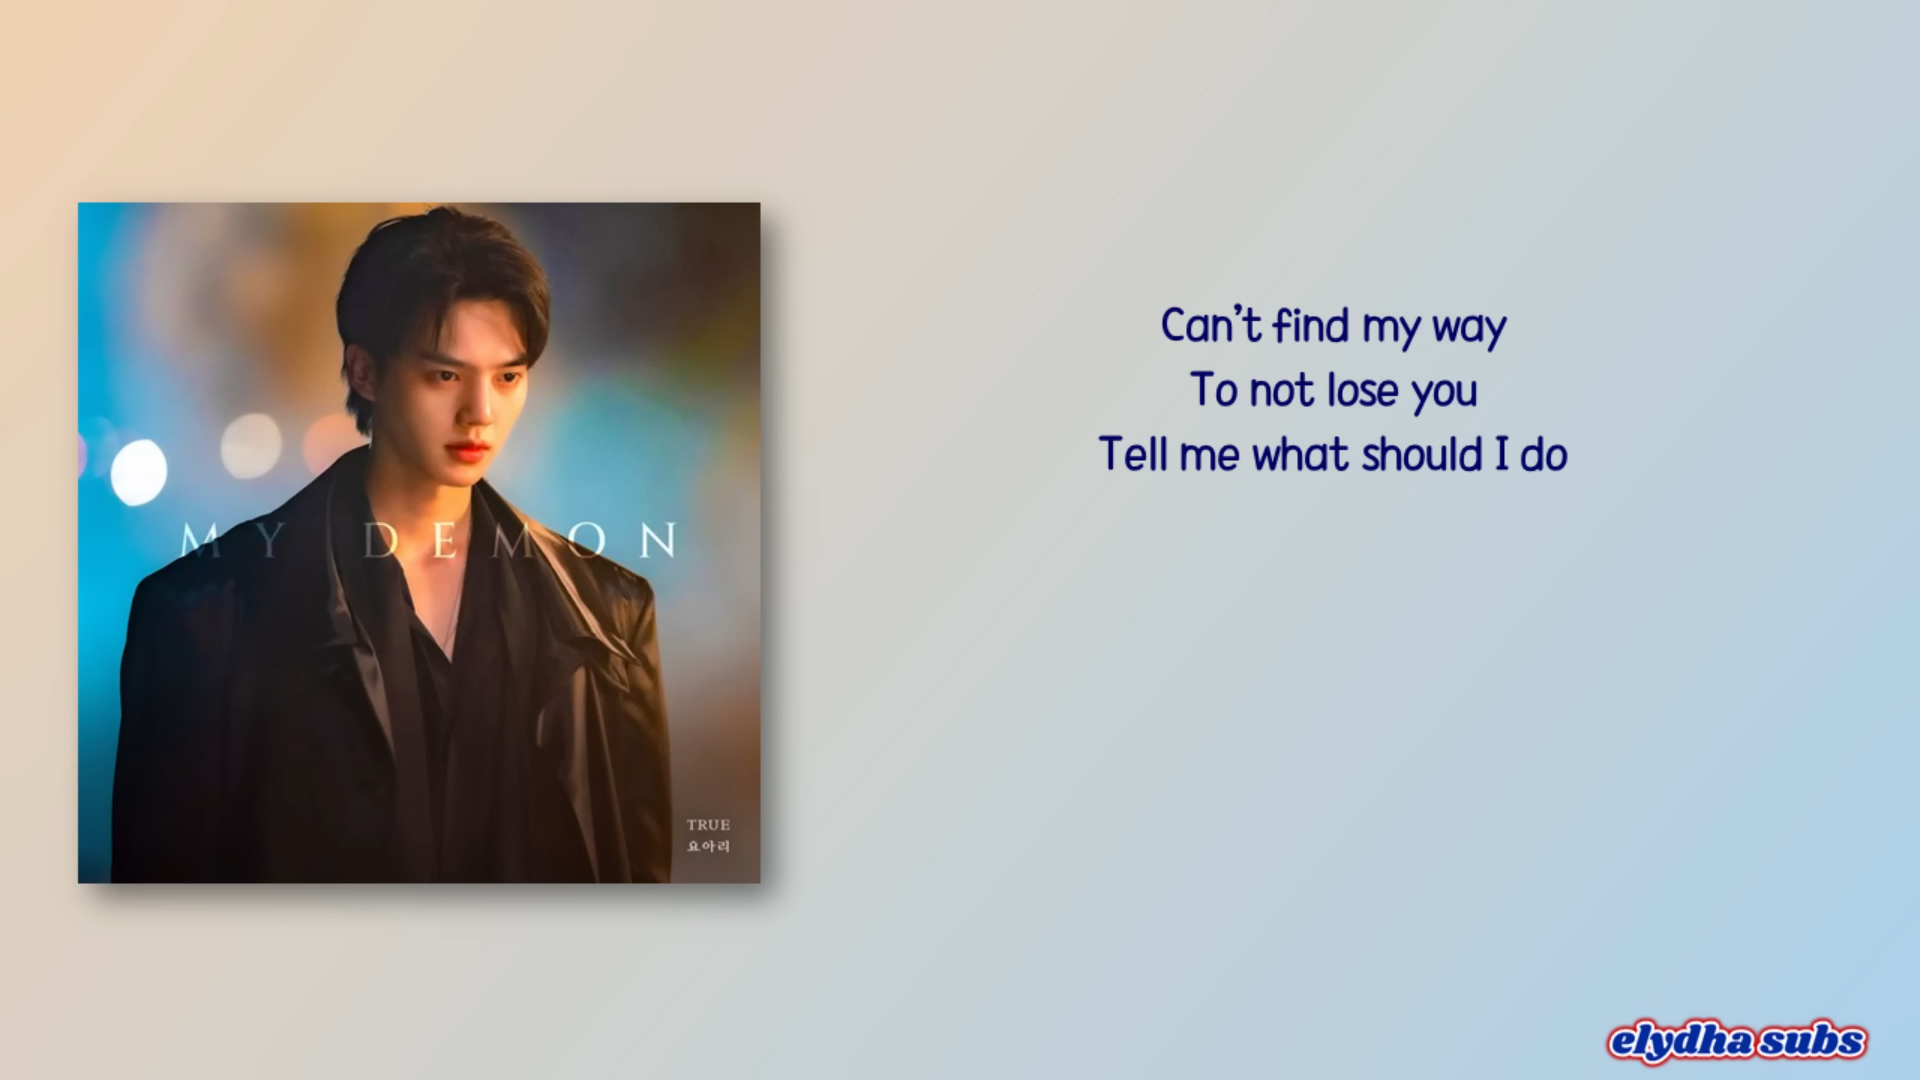 MY DEMON
TRUE
요아리
Can't find my way
To not lose you
Tell me what should I do
elydha subs